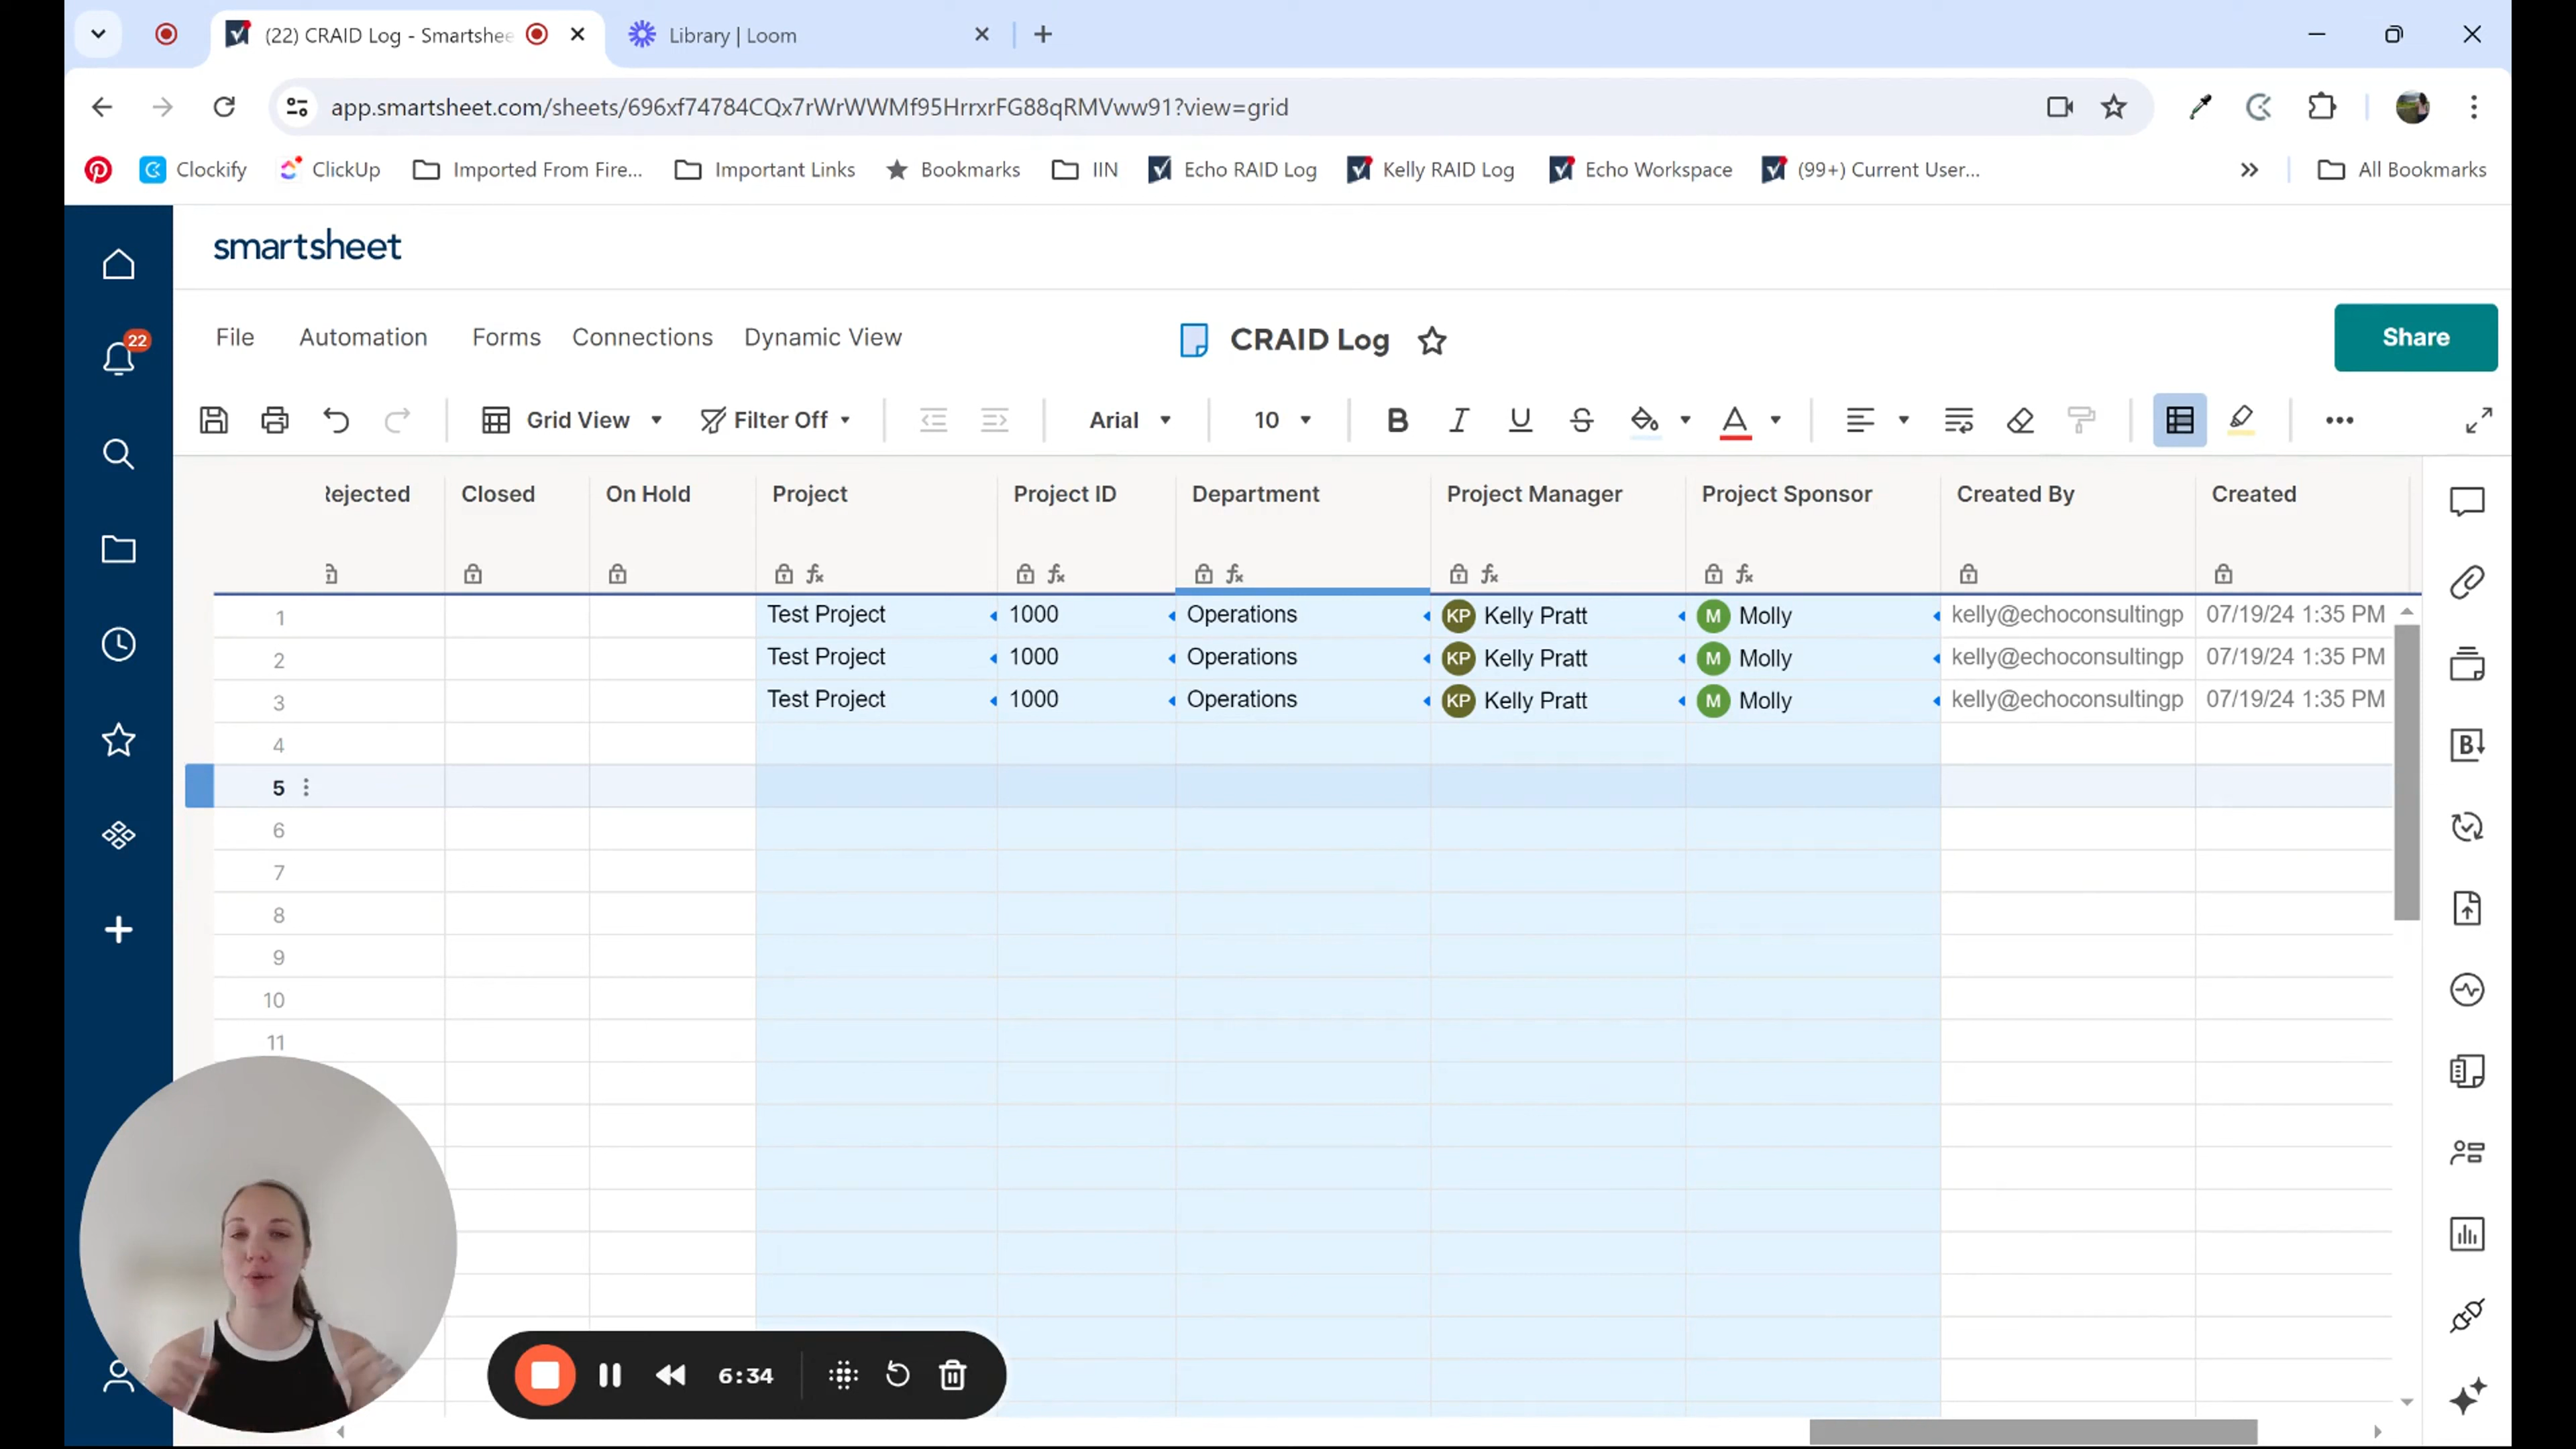 (22) CRAID Log - Smartshee
Library | Loom
app.smartsheet.com/sheets/696xf74784CQx7rWrWWMf95HrrxrFG88qRMVww91?view=grid
Clockify
ClickUp
Imported From Fire...
Important Links
Bookmarks
IIN
Echo RAID Log
Kelly RAID Log
Echo Workspace
(99+) Current User...
All Bookmarks
smartsheet
22
File
Automation
Forms
Connections
Dynamic View
CRAID Log
Share
Grid View
Filter Off
Arial
10
B
I
U
S
A
Rejected Closed On Hold Project Project ID Department Project Manager Project Sponsor Created By Created
1 Test Project 1000 Operations KP Kelly Pratt M Molly kelly@echoconsultingp 07/19/24 1:35 PM
2 Test Project 1000 Operations KP Kelly Pratt M Molly kelly@echoconsultingp 07/19/24 1:35 PM
3 Test Project 1000 Operations KP Kelly Pratt M Molly kelly@echoconsultingp 07/19/24 1:35 PM
4
5
6
7
8
9
10
11
6:34